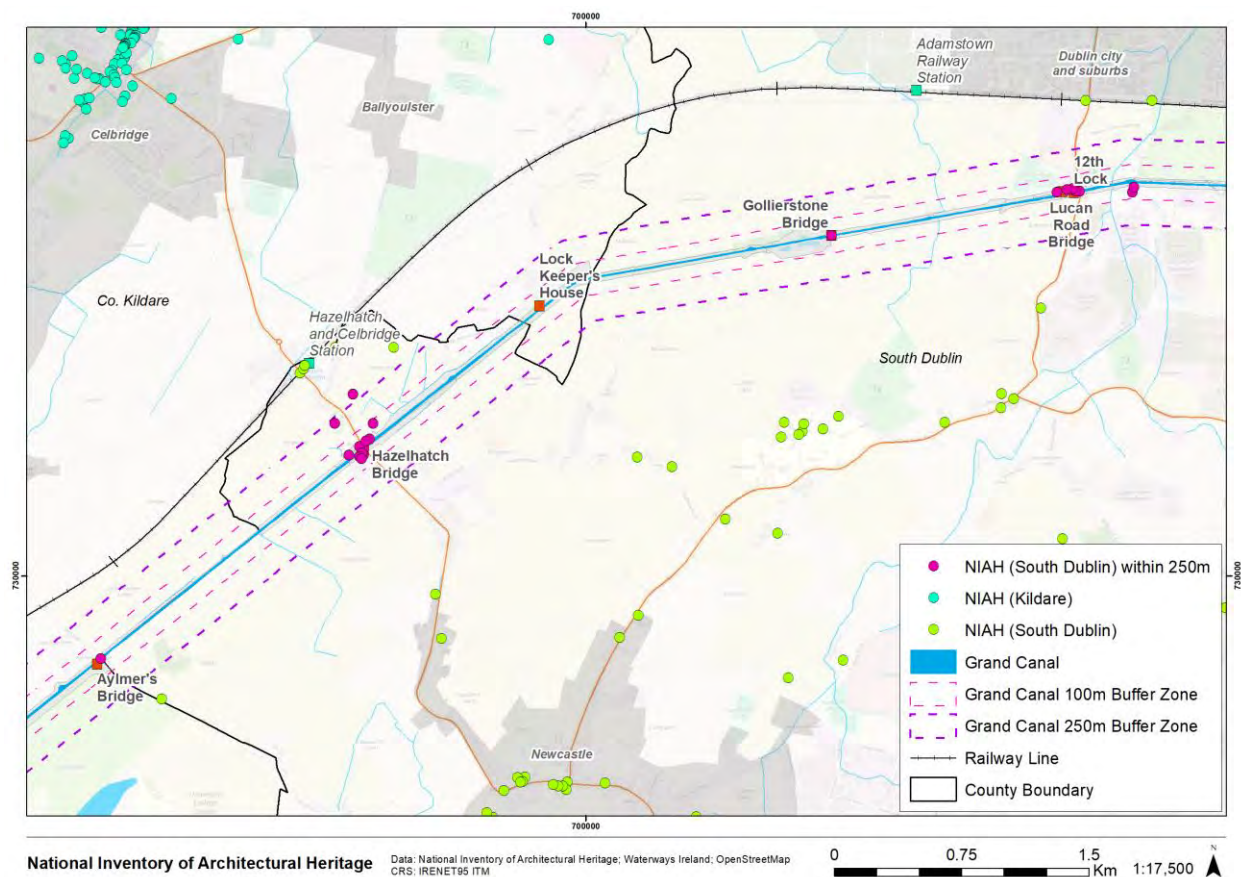 700000
Adamstown
Railway
Station
Dublin city
and suburbs
Ballyoulster
Celbridge
12th
Lock
Gollierstone
Bridge
Lucan
Road
Bridge
Lock
Keeper's
House
Co. Kildare
Hazelhatch
and Celbridge
Station
South Dublin
Hazelhatch
Bridge
730000
730000
Aylmer's
Bridge
Newcastle
NIAH (South Dublin) within 250m
NIAH (Kildare)
NIAH (South Dublin)
Grand Canal
Grand Canal 100m Buffer Zone
Grand Canal 250m Buffer Zone
Railway Line
County Boundary
700000
National Inventory of Architectural Heritage
Data: National Inventory of Architectural Heritage; Waterways Ireland; OpenStreetMap
CRS: IRENET95 ITM
0 0.75 1.5
Km
1:17,500
N